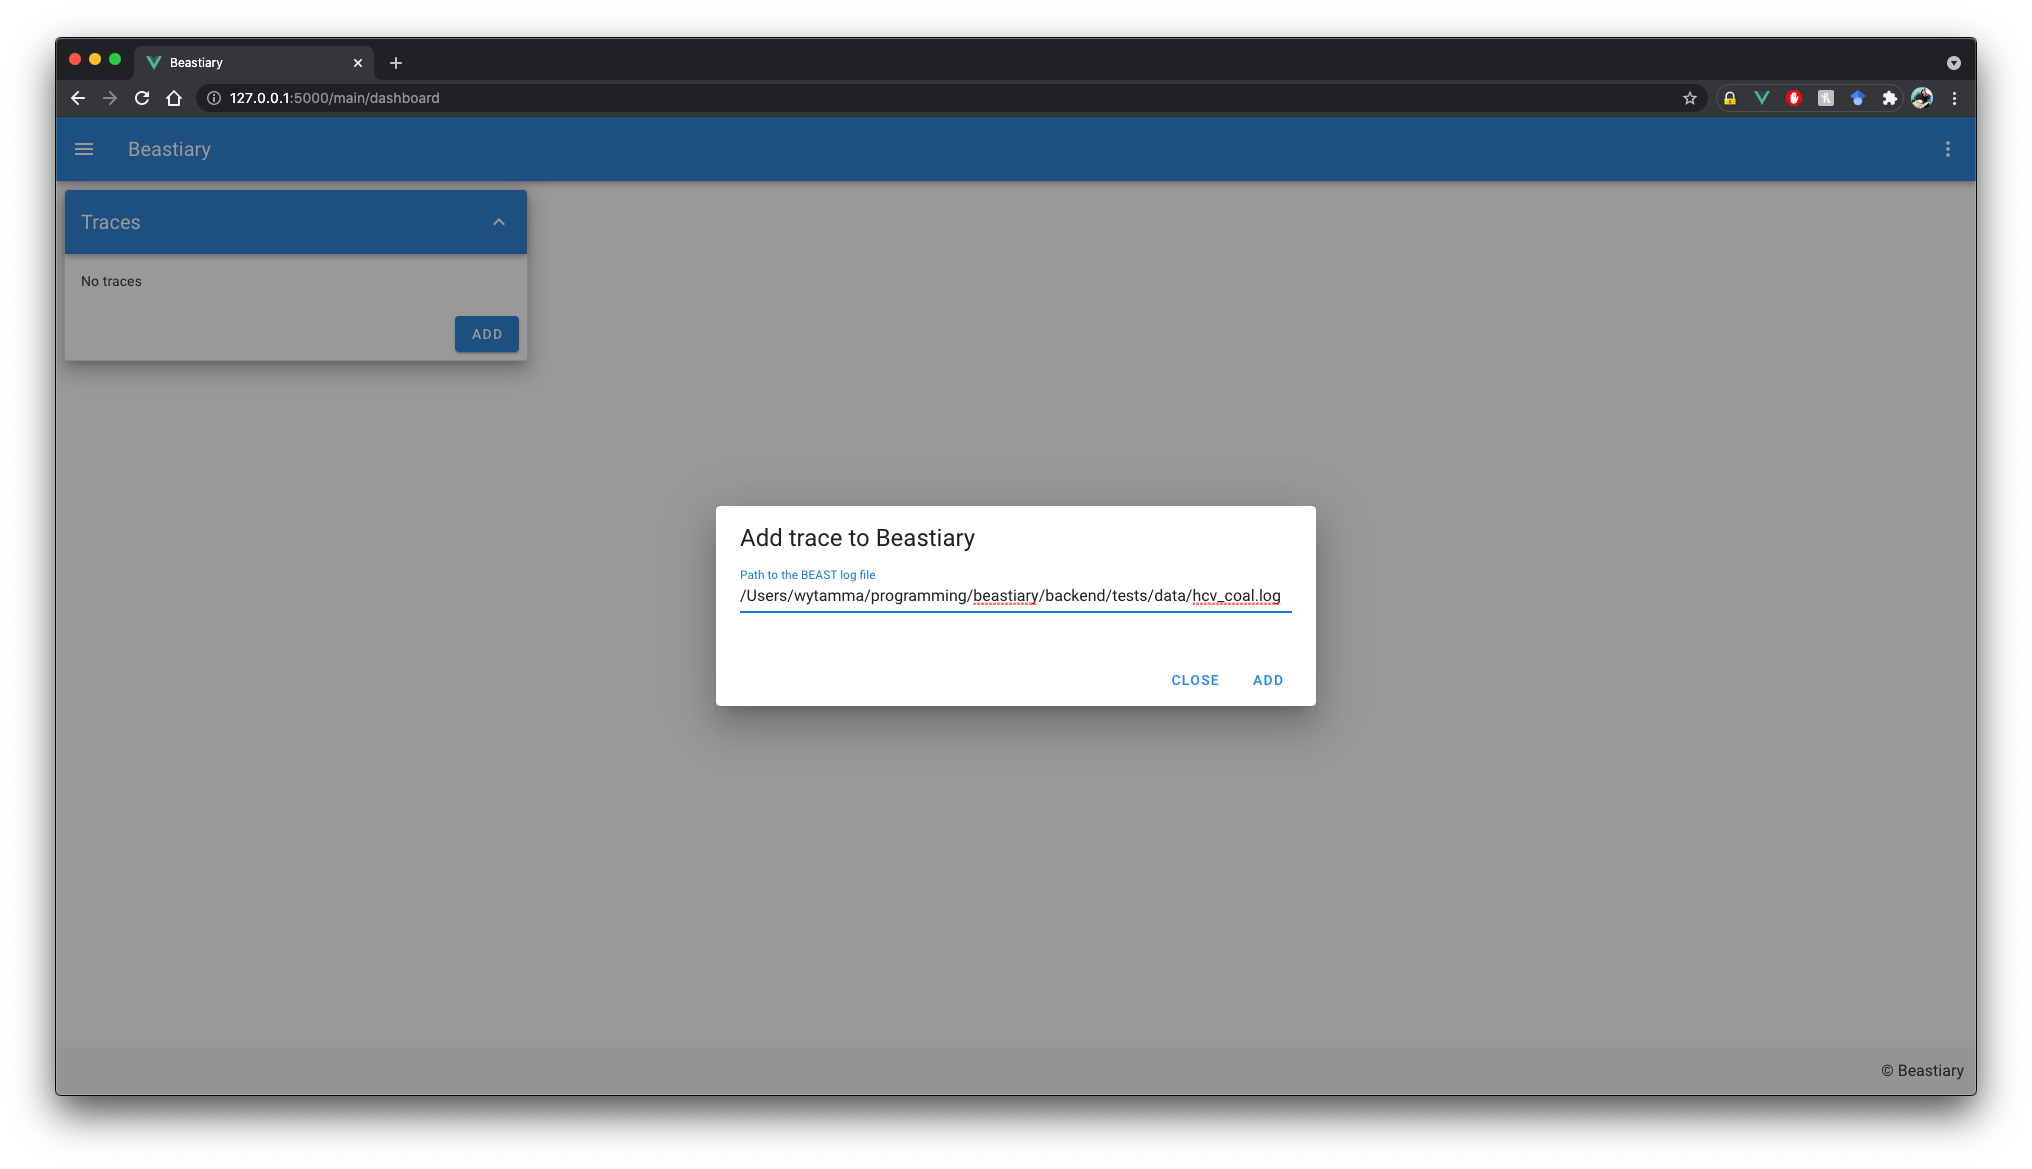 Beastiary
127.0.0.1:5000/main/dashboard
Beastiary
Traces
No traces
ADD
Add trace to Beastiary
Path to the BEAST log file
/Users/wytamma/programming/beastiary/backend/tests/data/hcv_coal.log
CLOSE ADD
© Beastiary